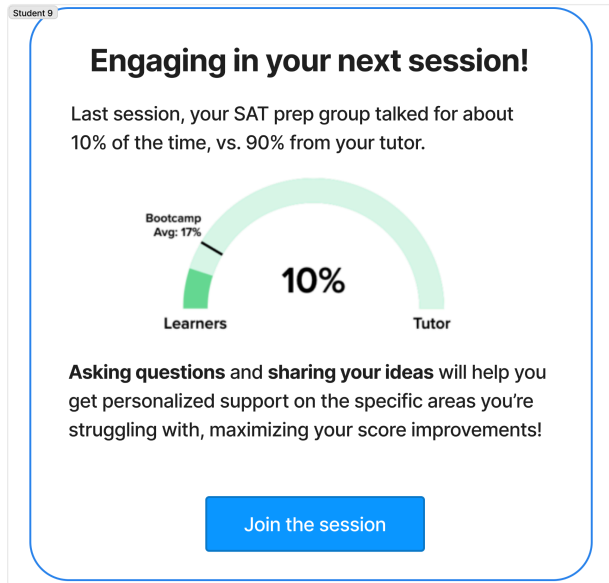 Student 9
Engaging in your next session!
Last session, your SAT prep group talked for about
10% of the time, vs. 90% from your tutor.
Bootcamp
Avg: 17%
10%
Learners
Tutor
Asking questions and sharing your ideas will help you
get personalized support on the specific areas you’re
struggling with, maximizing your score improvements!
Join the session